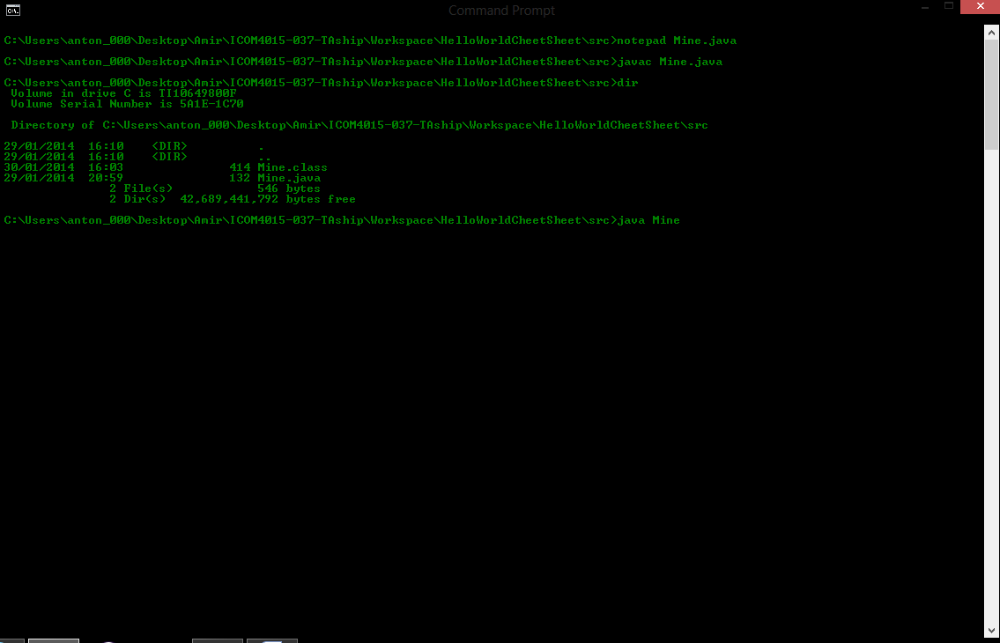 Command Prompt
C:\Users\anton_000\Desktop\Amir\ICOM4015-037-TAship\Workspace\HelloWorldCheetSheet\src>notepad Mine.java
C:\Users\anton_000\Desktop\Amir\ICOM4015-037-TAship\Workspace\HelloWorldCheetSheet\src>javac Mine.java
C:\Users\anton_000\Desktop\Amir\ICOM4015-037-TAship\Workspace\HelloWorldCheetSheet\src>dir
Volume in drive C is TI10649800F
Volume Serial Number is 5A1E-1C70
Directory of C:\Users\anton_000\Desktop\Amir\ICOM4015-037-TAship\Workspace\HelloWorldCheetSheet\src
29/01/2014  16:10    <DIR>          .
29/01/2014  16:10    <DIR>          ..
30/01/2014  16:03               414 Mine.class
29/01/2014  20:59               132 Mine.java
2 File(s)            546 bytes
2 Dir(s)  42,689,441,792 bytes free
C:\Users\anton_000\Desktop\Amir\ICOM4015-037-TAship\Workspace\HelloWorldCheetSheet\src>java Mine